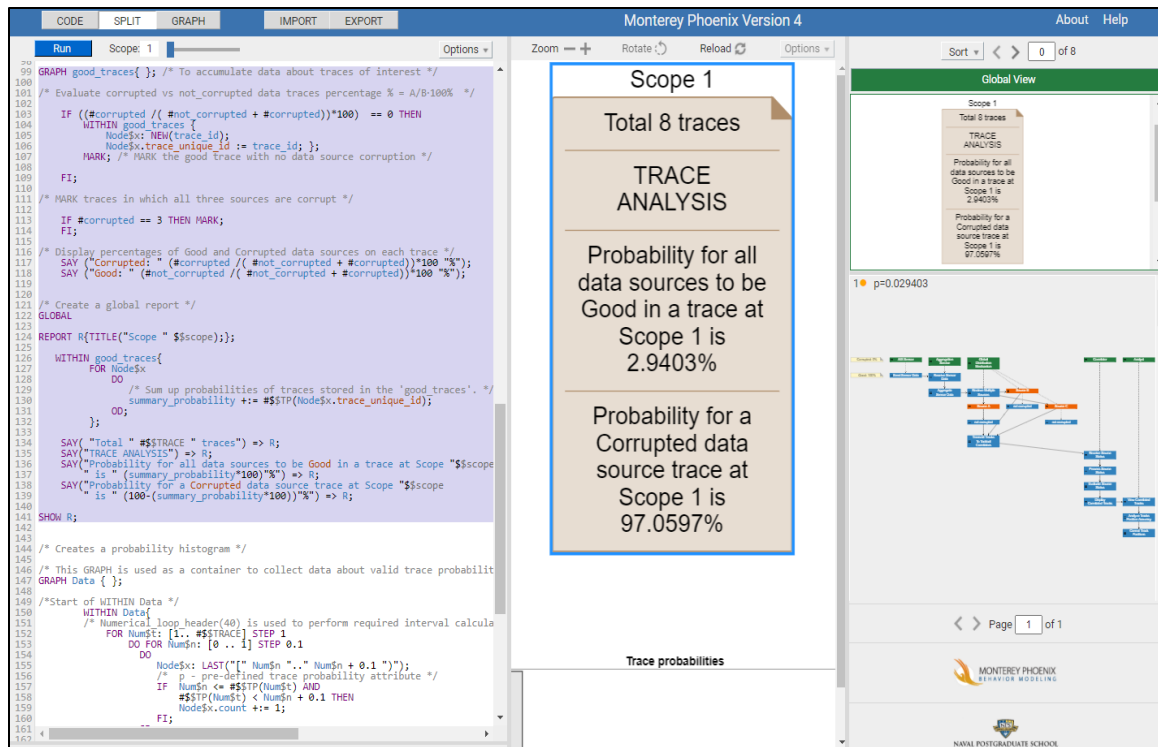 CODE SPLIT GRAPH IMPORT EXPORT Monterey Phoenix Version 4 About Help
Run Scope: 1 Options
98
99 GRAPH good_traces{ }; /* To accumulate data about traces of interest */
100
101 /* Evaluate corrupted vs not_corrupted data traces percentage % = A/B·100% */
102
103 IF ((#corrupted /( #not_corrupted + #corrupted))*100) == 0 THEN
104 WITHIN good_traces {
105 Node$x: NEW(trace_id);
106 Node$x.trace_unique_id := trace_id; };
107 MARK; /* MARK the good trace with no data source corruption */
108
109 FI;
110
111 /* MARK traces in which all three sources are corrupt */
112
113 IF #corrupted == 3 THEN MARK;
114 FI;
115
116 /* Display percentages of Good and Corrupted data sources on each trace */
117 SAY ("Corrupted: " (#corrupted /( #not_corrupted + #corrupted))*100 "%");
118 SAY ("Good: " (#not_corrupted /( #not_corrupted + #corrupted))*100 "%");
119
120
121 /* Create a global report */
122 GLOBAL
123
124 REPORT R{TITLE("Scope " $$scope);};
125
126 WITHIN good_traces{
127 FOR Node$x
128 DO
129 /* Sum up probabilities of traces stored in the 'good_traces'. */
130 summary_probability +:= #$$TP(Node$x.trace_unique_id);
131 OD;
132 };
133
134 SAY( "Total " #$$TRACE " traces") => R;
135 SAY("TRACE ANALYSIS") => R;
136 SAY("Probability for all data sources to be Good in a trace at Scope "$$scope
137 " is " (summary_probability*100)"%") => R;
138 SAY("Probability for a Corrupted data source trace at Scope "$$scope
139 " is " (100-(summary_probability*100))"%") => R;
140
141 SHOW R;
142
143
144 /* Creates a probability histogram */
145
146 /* This GRAPH is used as a container to collect data about valid trace probabilit
147 GRAPH Data { };
148
149 /*Start of WITHIN Data */
150 WITHIN Data{
151 /* Numerical_loop_header(40) is used to perform required interval calcula
152 FOR Num$t: [1.. #$$TRACE] STEP 1
153 DO FOR Num$n: [0 .. 1] STEP 0.1
154 DO
155 Node$x: LAST("[" Num$n ".." Num$n + 0.1 ")");
156 /* p - pre-defined trace probability attribute */
157 IF Num$n <= #$$TP(Num$t) AND
158 #$$TP(Num$t) < Num$n + 0.1 THEN
159 Node$x.count +:= 1;
160 FI;
161
162
Zoom Rotate: Reload Options
Scope 1
Total 8 traces
TRACE
ANALYSIS
Probability for all
data sources to be
Good in a trace at
Scope 1 is
2.9403%
Probability for a
Corrupted data
source trace at
Scope 1 is
97.0597%
Trace probabilities
Sort 0 of 8
Global View
Scope 1
Total 8 traces
TRACE
ANALYSIS
Probability for all
data sources to be
Good in a trace at
Scope 1 is
2.9403%
Probability for a
Corrupted data
source trace at
Scope 1 is
97.0597%
1 p=0.029403
Page 1 of 1
MONTEREY PHOENIX
BEHAVIOR MODELING
NAVAL POSTGRADUATE SCHOOL